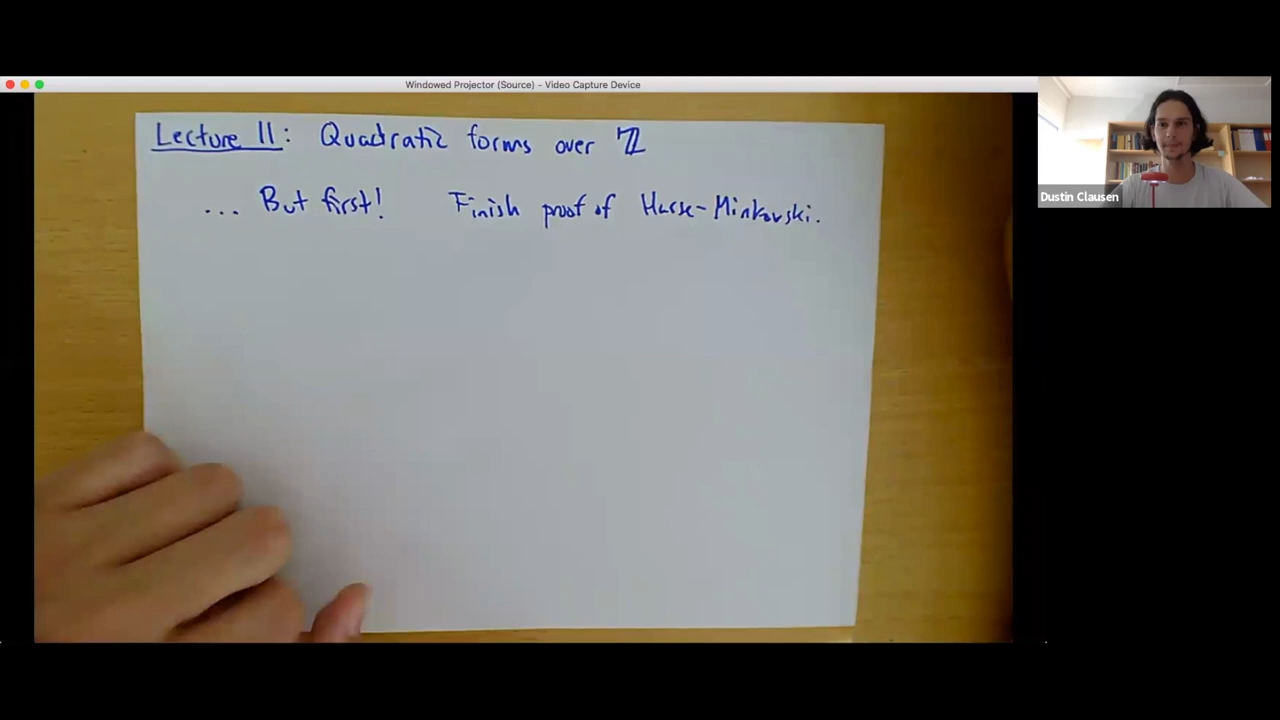 Windowed Projector (Source) - Video Capture Device
Lecture 11: Quadratic forms over ℤ
... But first! Finish proof of Hasse-Minkowski.
Dustin Clausen